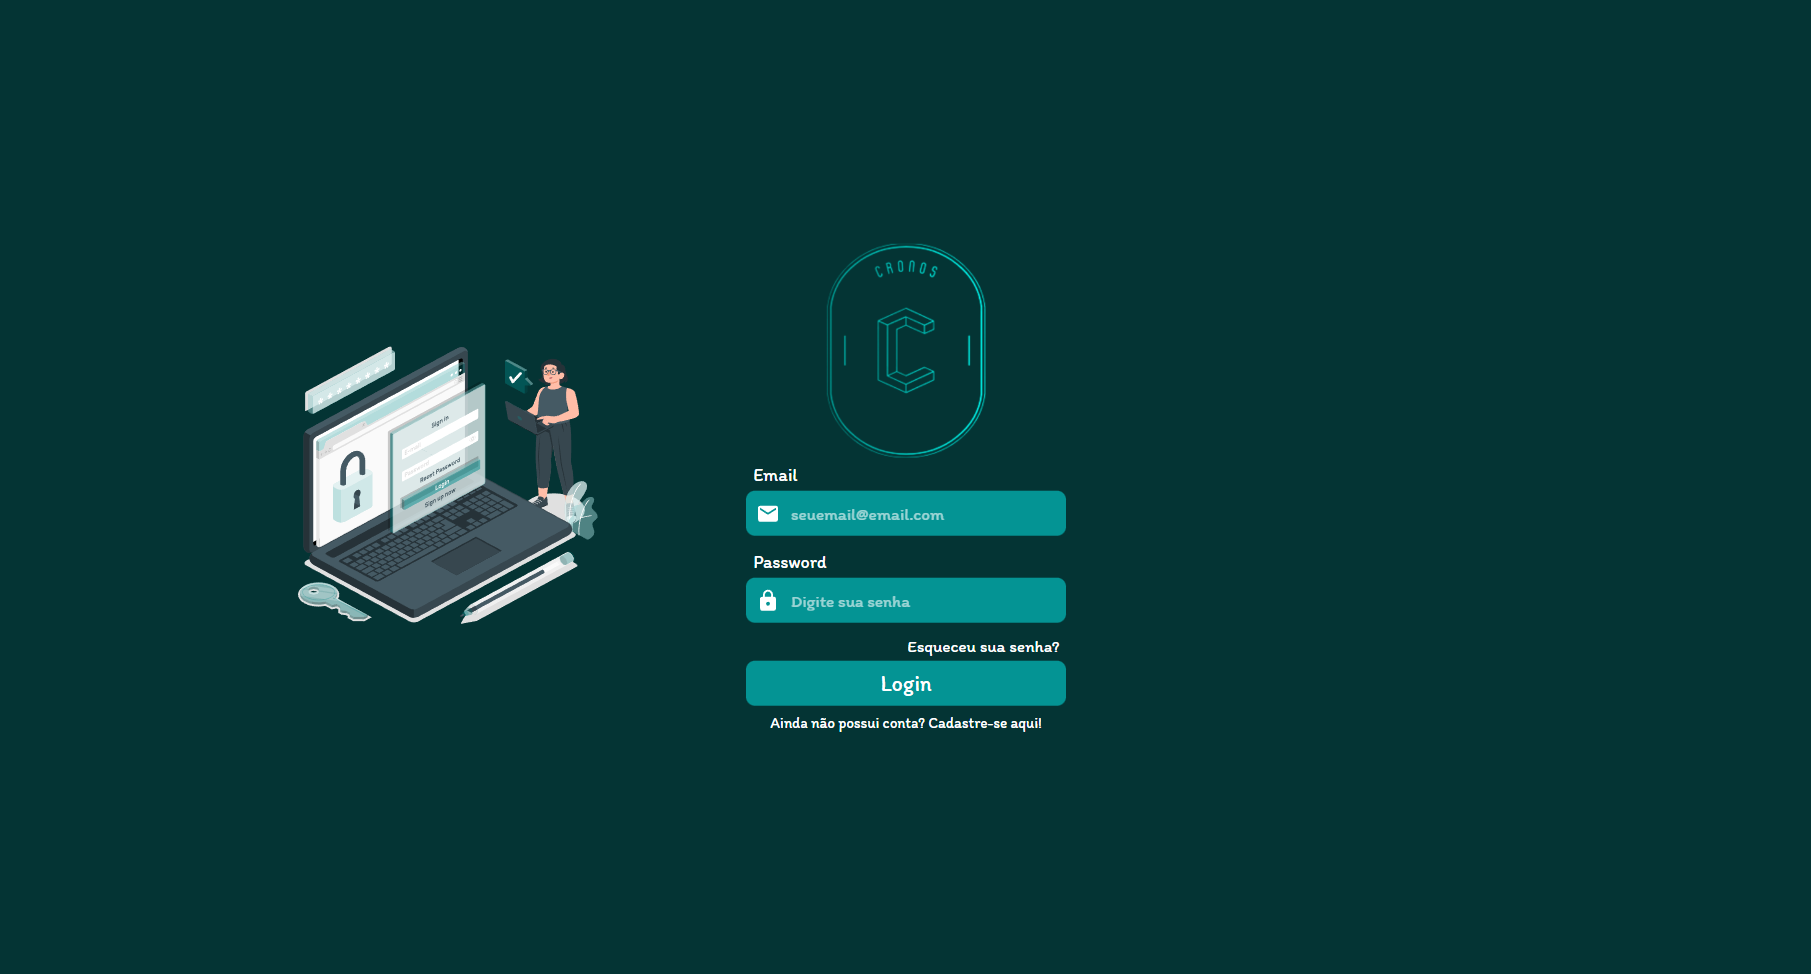 CRONOS
C
Sign in
Reset Password
Login
Sign up now
Email
seuemail@email.com
Password
Digite sua senha
Esqueceu sua senha?
Login
Ainda não possui conta? Cadastre-se aqui!